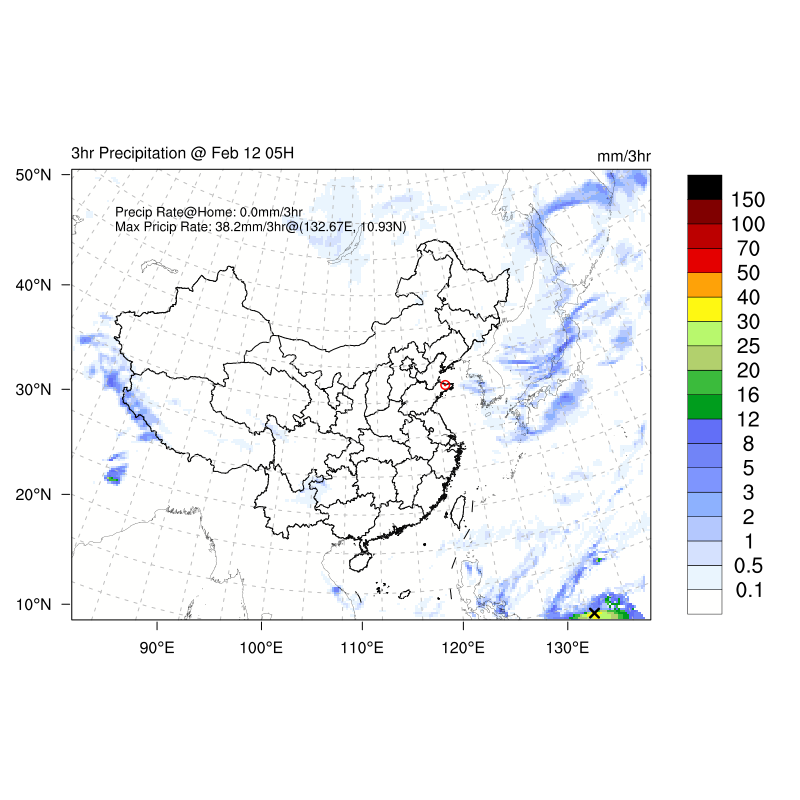 3hr Precipitation @ Feb 12 05H
mm/3hr
Precip Rate@Home: 0.0mm/3hr
Max Pricip Rate: 38.2mm/3hr@(132.67E, 10.93N)
50°N
40°N
30°N
20°N
10°N
90°E
100°E
110°E
120°E
130°E
150
100
70
50
40
30
25
20
16
12
8
5
3
2
1
0.5
0.1